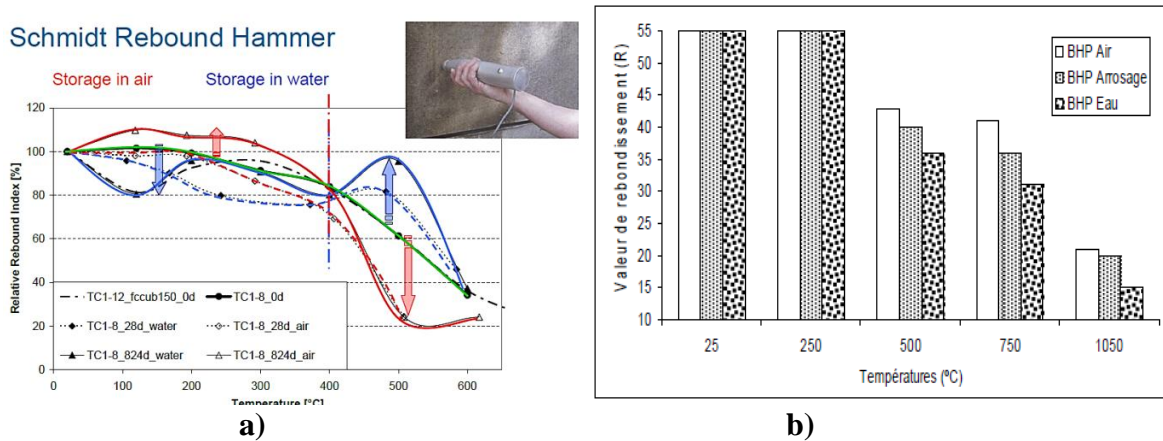 Schmidt Rebound Hammer
Storage in air Storage in water
120
100
80
60
40
20
0
Relative Rebound Index [%]
TC1-12_fccub150_0d TC1-8_0d
TC1-8_28d_water TC1-8_28d_air
TC1-8_824d_water TC1-8_824d_air
0 100 200 300 400 500 600
Temperature [°C]
a)
55
50
45
40
35
30
25
20
15
10
Valeur de rebondissement (R)
BHP Air
BHP Arrosage
BHP Eau
25 250 500 750 1050
Températures (ºC)
b)